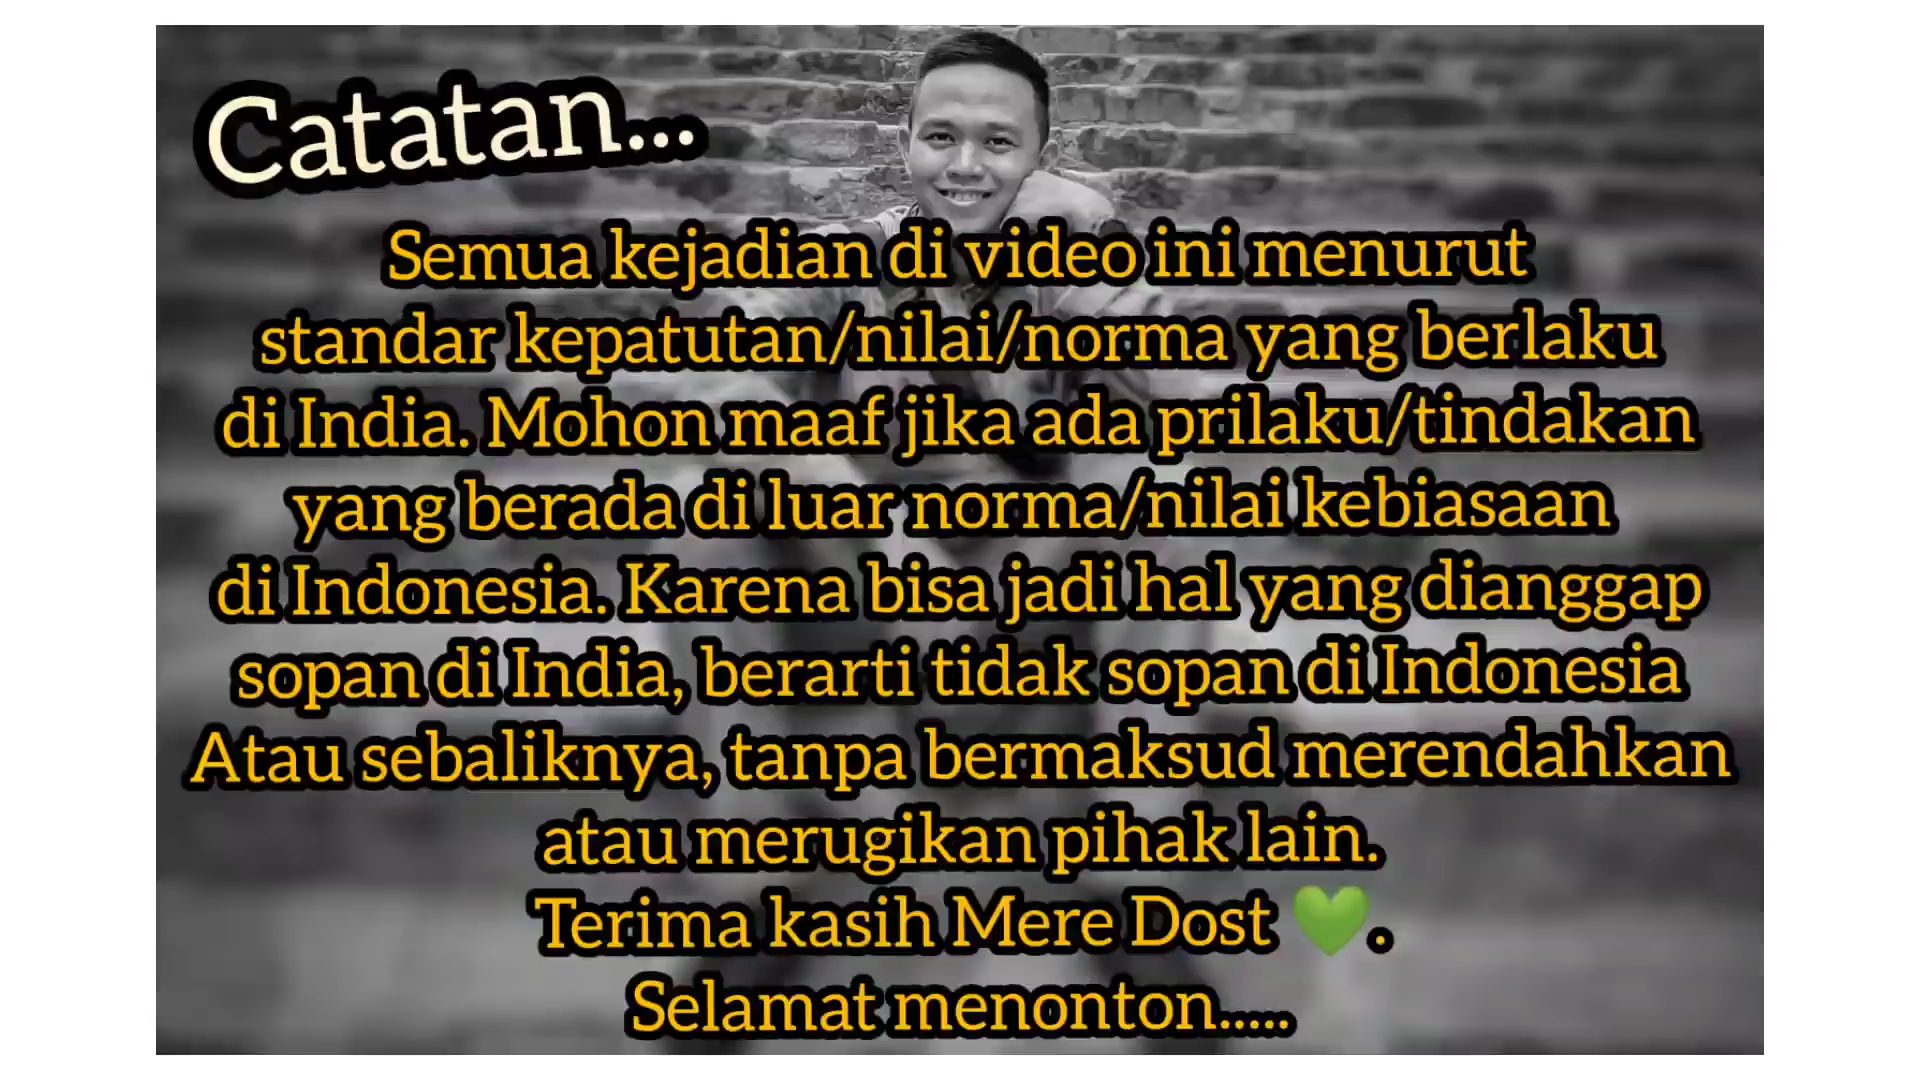 Catatan...
Semua kejadian di video ini menurut
standar kepatutan/nilai/norma yang berlaku
di India. Mohon maaf jika ada prilaku/tindakan
yang berada di luar norma/nilai kebiasaan
di Indonesia. Karena bisa jadi hal yang dianggap
sopan di India, berarti tidak sopan di Indonesia
Atau sebaliknya, tanpa bermaksud merendahkan
atau merugikan pihak lain.
Terima kasih Mere Dost 💚.
Selamat menonton.....